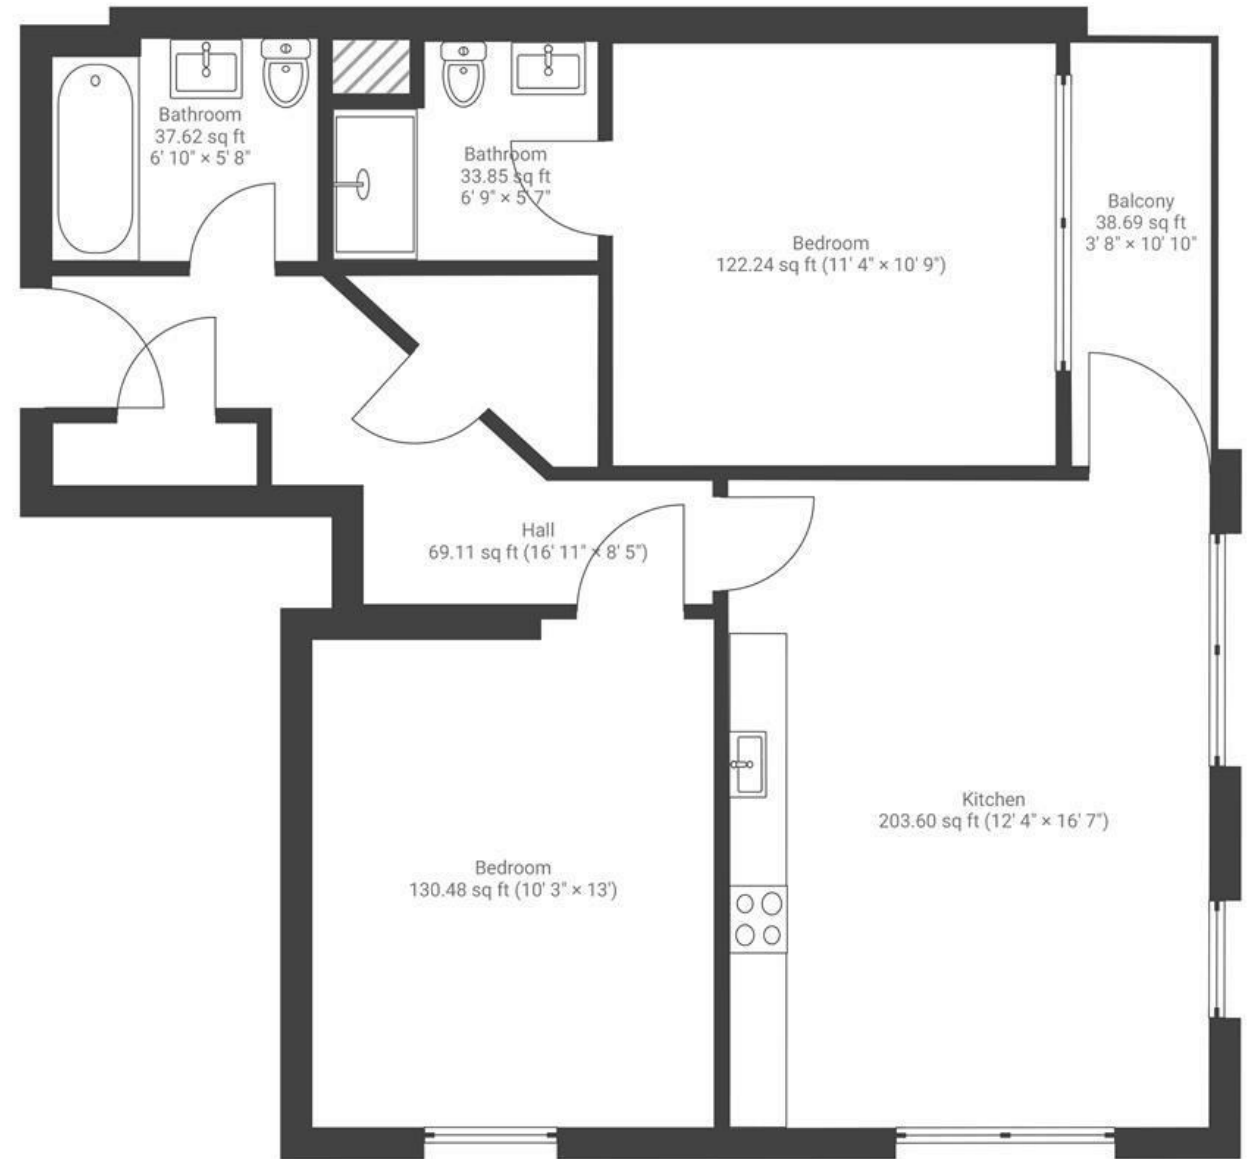 Bathroom
37.62 sq ft
6' 10" × 5' 8"
Bathroom
33.85 sq ft
6' 9" × 5' 7"
Bedroom
122.24 sq ft (11' 4" × 10' 9")
Balcony
38.69 sq ft
3' 8" × 10' 10"
Hall
69.11 sq ft (16' 11" × 8' 5")
Kitchen
203.60 sq ft (12' 4" × 16' 7")
Bedroom
130.48 sq ft (10' 3" × 13')